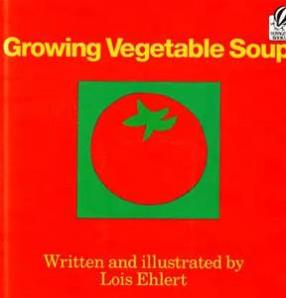 Growing Vegetable Soup
Written and illustrated by
Lois Ehlert